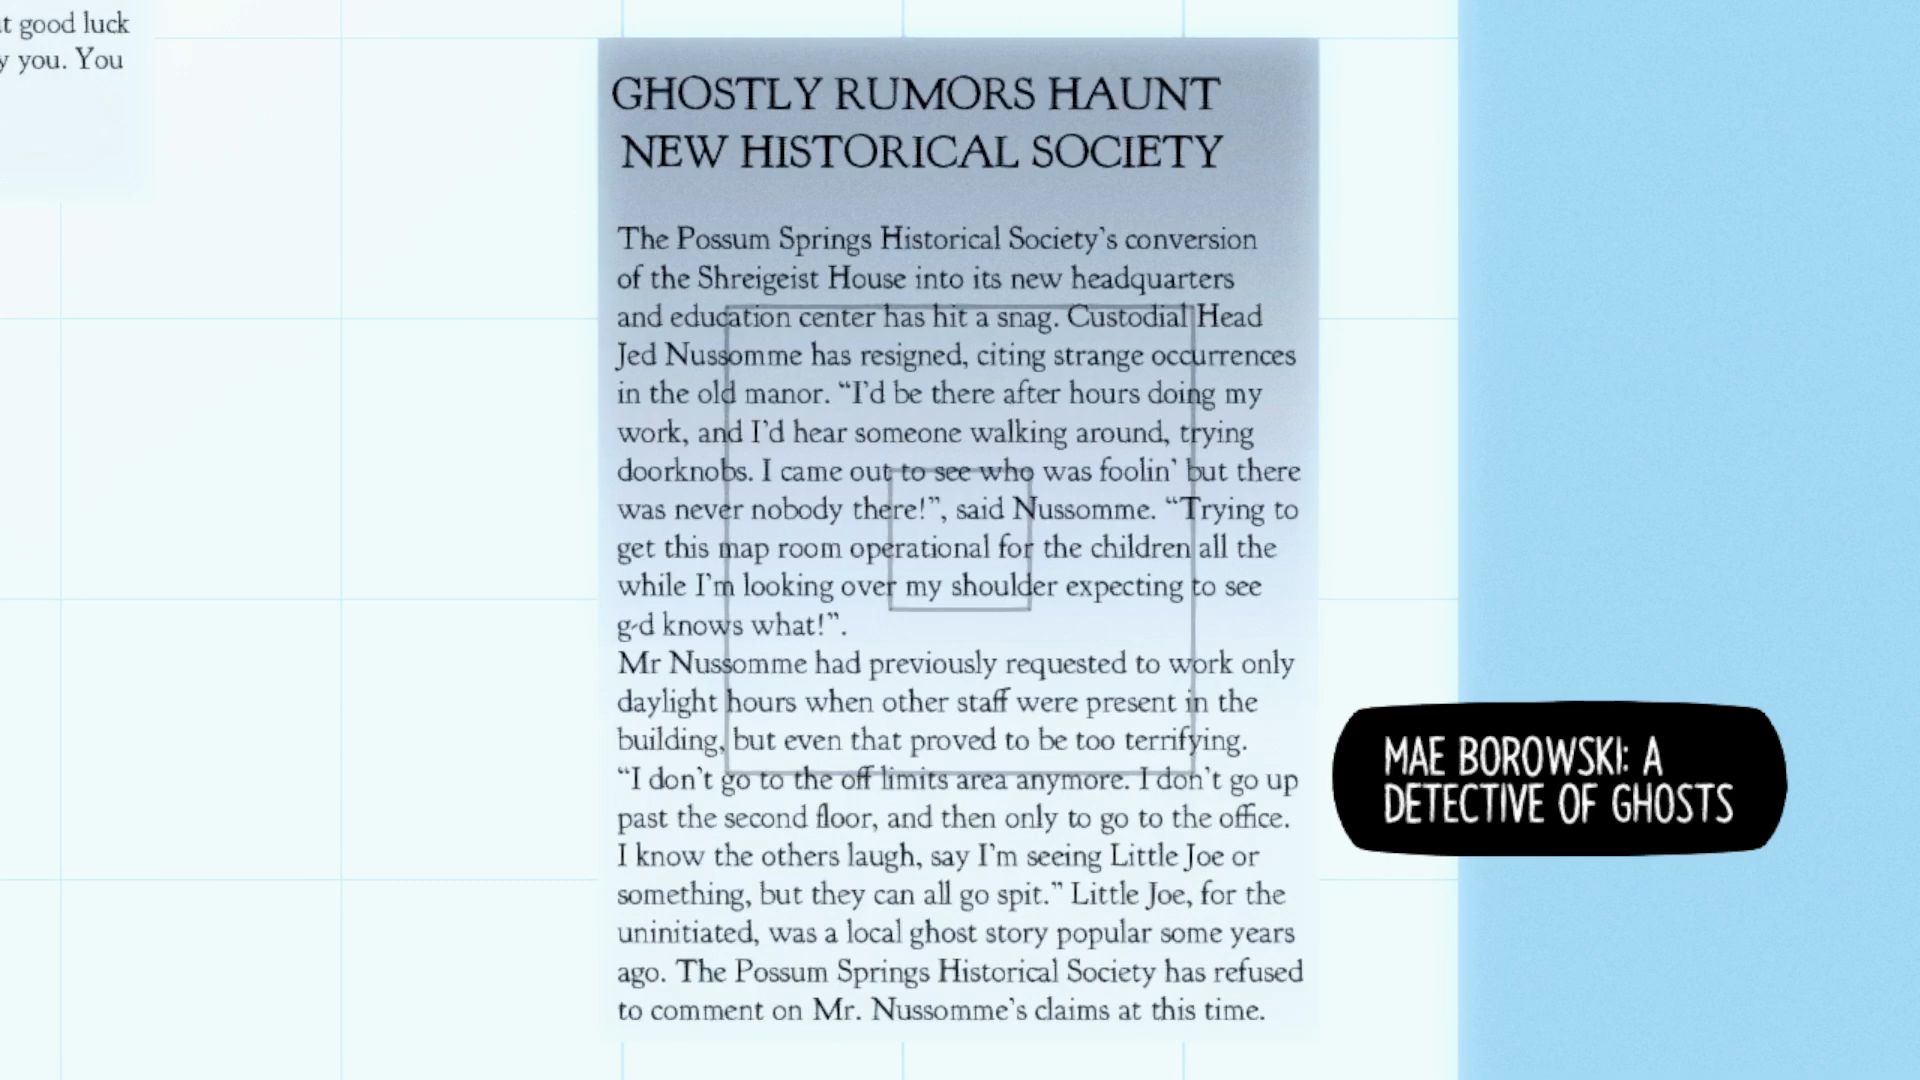 t good luck
y you. You
GHOSTLY RUMORS HAUNT
NEW HISTORICAL SOCIETY
The Possum Springs Historical Society's conversion
of the Shreigeist House into its new headquarters
and education center has hit a snag. Custodial Head
Jed Nussomme has resigned, citing strange occurrences
in the old manor. “I'd be there after hours doing my
work, and I'd hear someone walking around, trying
doorknobs. I came out to see who was foolin' but there
was never nobody there!”, said Nussomme. “Trying to
get this map room operational for the children all the
while I'm looking over my shoulder expecting to see
g-d knows what!”.
Mr Nussomme had previously requested to work only
daylight hours when other staff were present in the
building, but even that proved to be too terrifying.
“I don't go to the off limits area anymore. I don't go up
past the second floor, and then only to go to the office.
I know the others laugh, say I'm seeing Little Joe or
something, but they can all go spit.” Little Joe, for the
uninitiated, was a local ghost story popular some years
ago. The Possum Springs Historical Society has refused
to comment on Mr. Nussomme's claims at this time.
MAE BOROWSKI: A
DETECTIVE OF GHOSTS